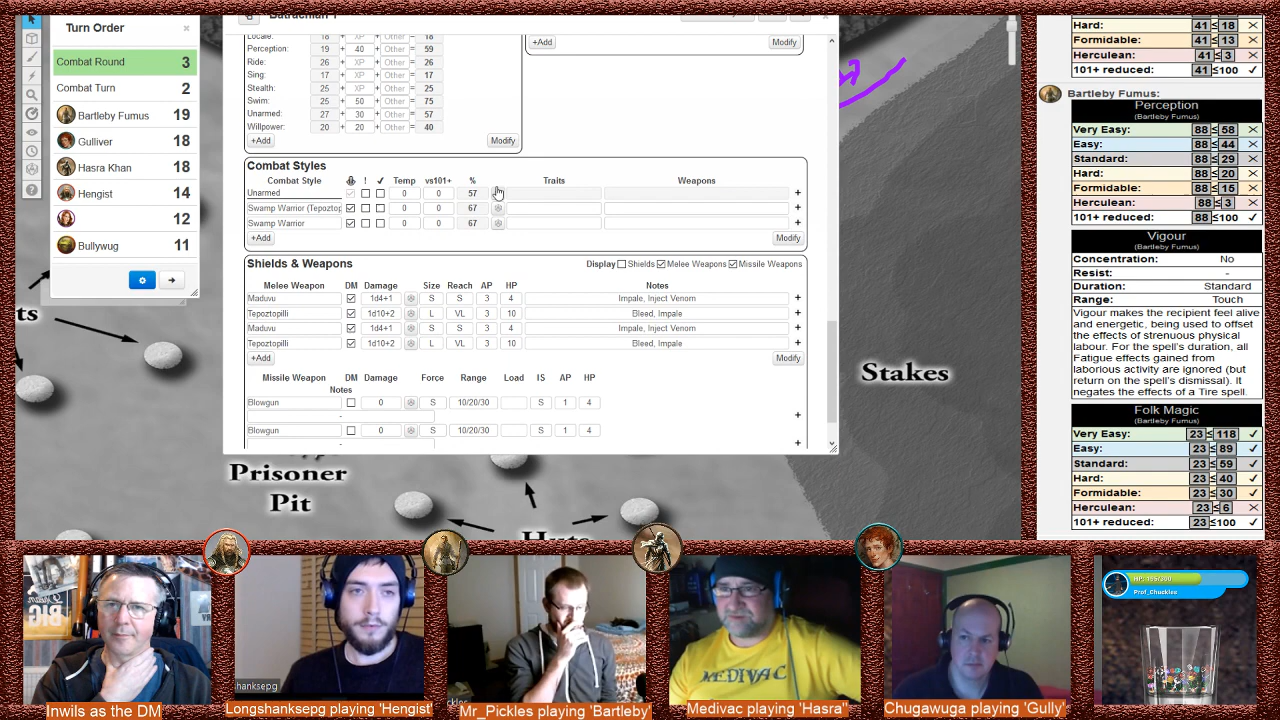 Turn Order
Combat Round 3
Combat Turn 2
Bartleby Fumus 19
Gulliver 18
Hasra Khan 18
Hengist 14
12
Bullywug 11
ts
Perception: 19 + 40 + Other = 59
Ride: 26 + XP + Other = 26
Sing: 17 + XP + Other = 17
Stealth: 25 + XP + Other = 25
Swim: 25 + 50 + Other = 75
Unarmed: 27 + 30 + Other = 57
Willpower: 20 + 20 + Other = 40
+Add Modify
+Add Modify
Combat Styles
Combat Style ! ✓ Temp vs101+ % Traits Weapons
Unarmed 0 0 57
Swamp Warrior (Tepoztop 0 0 67 +
Swamp Warrior 0 0 67 +
+Add Modify
Shields & Weapons Display Shields Melee Weapons Missile Weapons
Melee Weapon DM Damage Size Reach AP HP Notes
Maduvu 1d4+1 S S 3 4 Impale, Inject Venom +
Tepoztopilli 1d10+2 L VL 3 10 Bleed, Impale +
Maduvu 1d4+1 S S 3 4 Impale, Inject Venom +
Tepoztopilli 1d10+2 L VL 3 10 Bleed, Impale +
+Add Modify
Missile Weapon DM Damage Force Range Load IS AP HP
Notes
Blowgun 0 S 10/20/30 S 1 4
- +
Blowgun 0 S 10/20/30 S 1 4
- +
Stakes
Prisoner
Pit
Hard: 41≤18
Formidable: 41≤13
Herculean: 41≤3
101+ reduced: 41≤100 ✓
Bartleby Fumus:
Perception
(Bartleby Fumus)
Very Easy: 88≤58
Easy: 88≤44
Standard: 88≤29
Hard: 88≤20
Formidable: 88≤15
Herculean: 88≤3
101+ reduced: 88≤100 ✓
Vigour
(Bartleby Fumus)
Concentration: No
Resist: -
Duration: Standard
Range: Touch
Vigour makes the recipient feel alive
and energetic, being used to offset
the effects of strenuous physical
labour. For the spell's duration, all
Fatigue effects gained from
laborious activity are ignored (but
return on the spell's dismissal). It
negates the effects of a Tire spell.
Folk Magic
(Bartleby Fumus)
Very Easy: 23≤118 ✓
Easy: 23≤89 ✓
Standard: 23≤59 ✓
Hard: 23≤40 ✓
Formidable: 23≤30 ✓
Herculean: 23≤6
101+ reduced: 23≤100 ✓
Prof_Chuckles
MEDIVAC
BIG
hanksepg
Inwils as the DM
Longshanksepg playing 'Hengist'
Mr_Pickles playing 'Bartleby'
Medivac playing 'Hasra"
Chugawuga playing 'Gully'